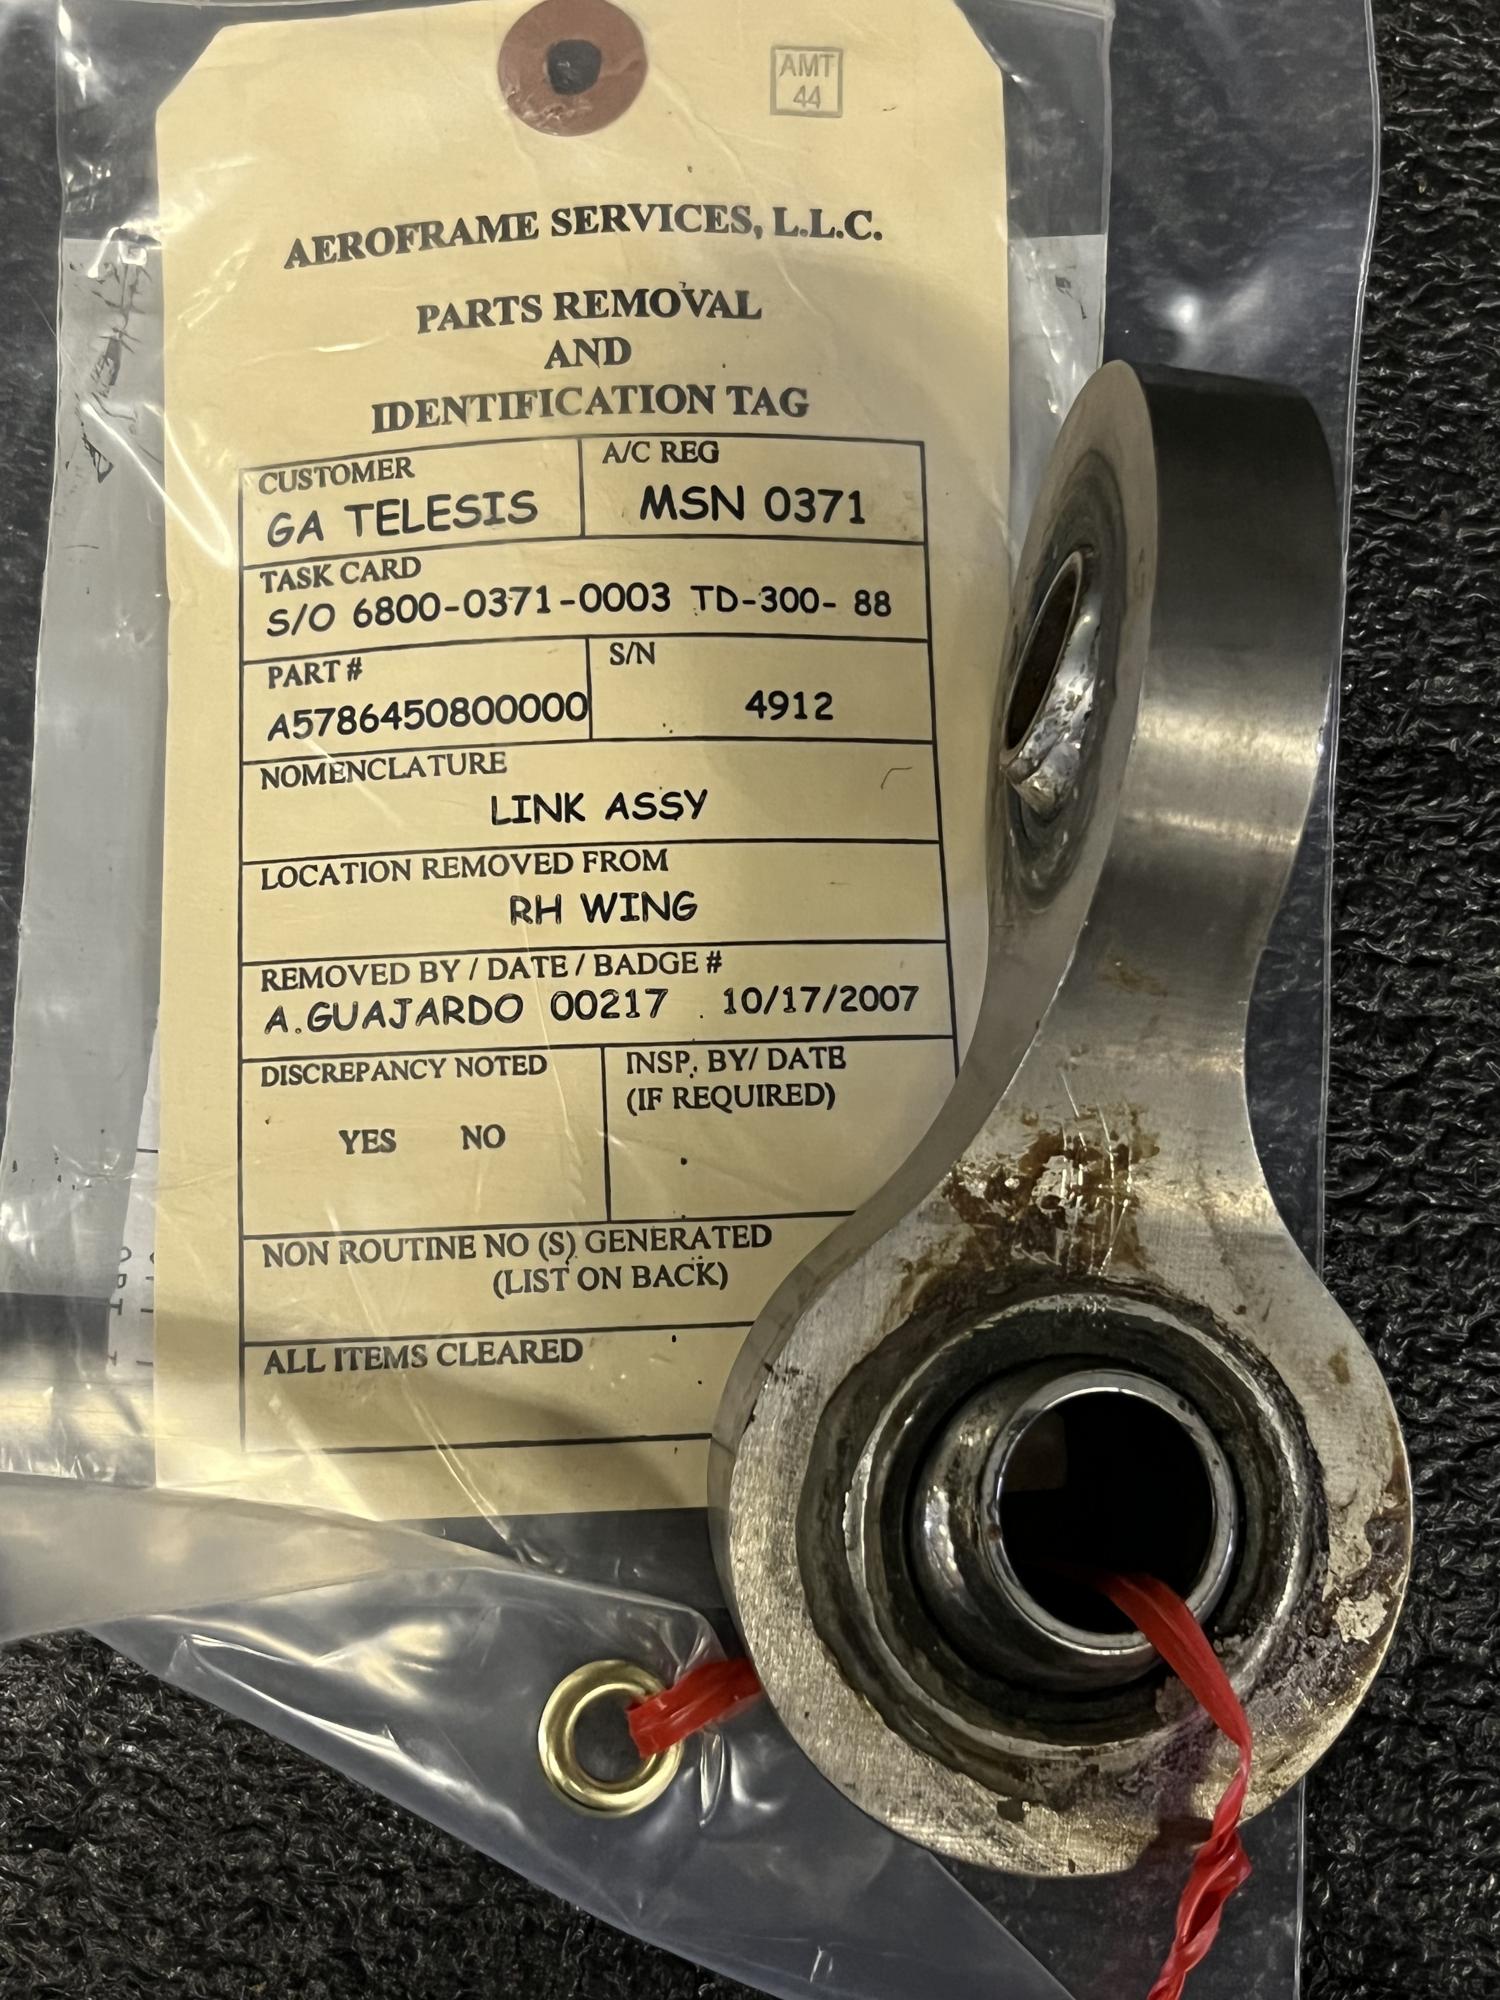 AMT
44
AEROFRAME SERVICES, L.L.C.
PARTS REMOVAL
AND
IDENTIFICATION TAG
CUSTOMER
GA TELESIS
A/C REG
MSN 0371
TASK CARD
S/O 6800-0371-0003 TD-300- 88
PART #
A5786450800000
S/N
4912
NOMENCLATURE
LINK ASSY
LOCATION REMOVED FROM
RH WING
REMOVED BY / DATE / BADGE #
A.GUAJARDO 00217 10/17/2007
DISCREPANCY NOTED
YES NO
INSP. BY/ DATE
(IF REQUIRED)
NON ROUTINE NO (S) GENERATED
(LIST ON BACK)
ALL ITEMS CLEARED